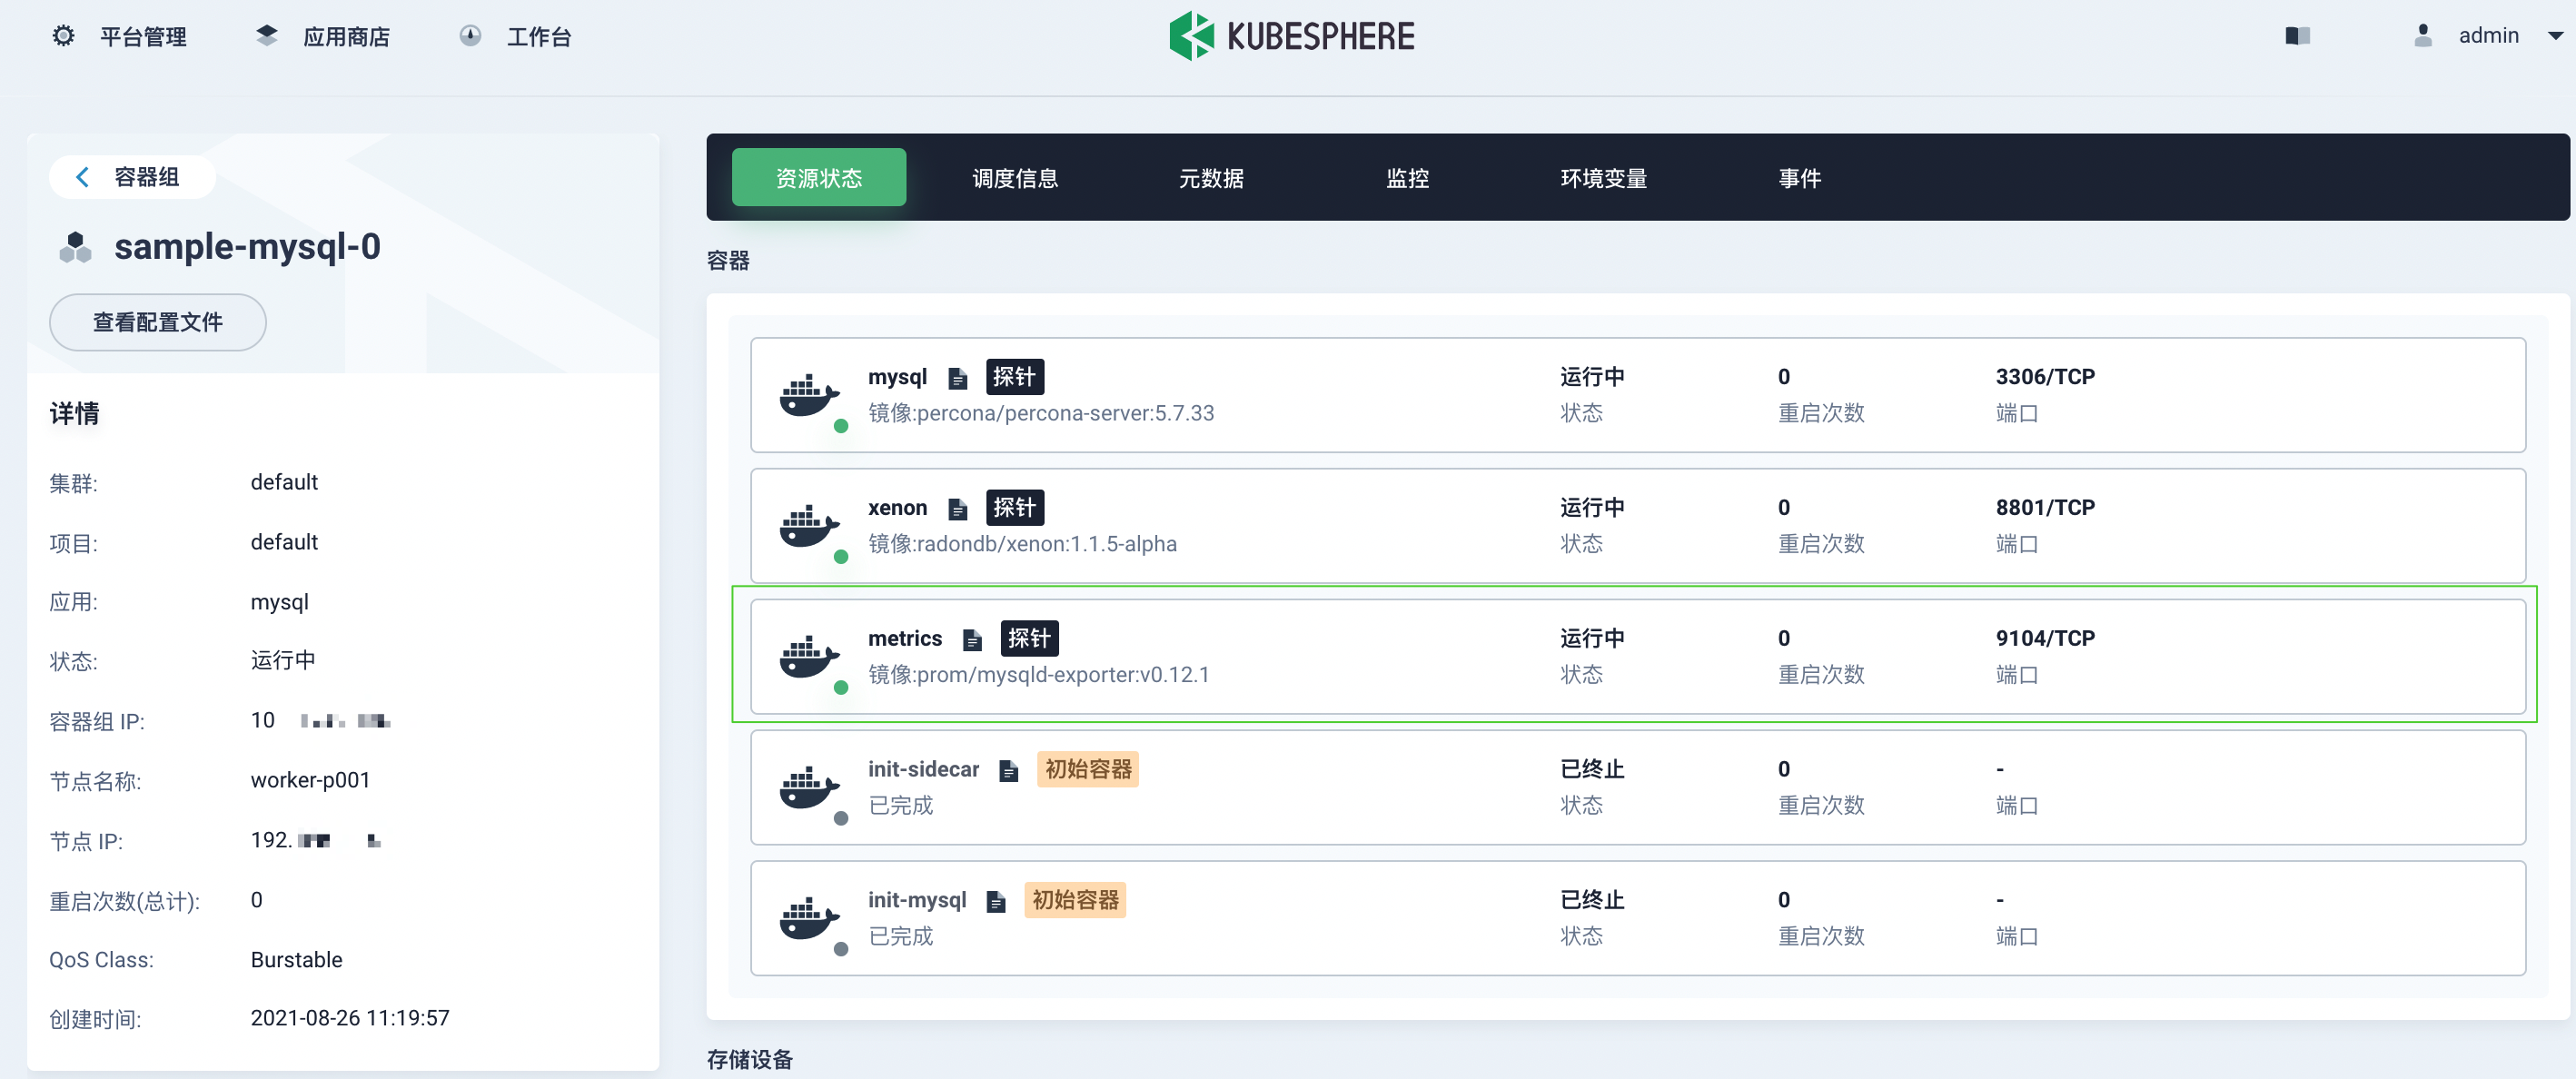 平台管理
应用商店
工作台
KUBESPHERE
admin
容器组
sample-mysql-0
查看配置文件
详情
集群: default
项目: default
应用: mysql
状态: 运行中
容器组 IP: 10
节点名称: worker-p001
节点 IP: 192.
重启次数(总计): 0
QoS Class: Burstable
创建时间: 2021-08-26 11:19:57
资源状态
调度信息
元数据
监控
环境变量
事件
容器
mysql 探针 运行中 0 3306/TCP
镜像:percona/percona-server:5.7.33 状态 重启次数 端口
xenon 探针 运行中 0 8801/TCP
镜像:radondb/xenon:1.1.5-alpha 状态 重启次数 端口
metrics 探针 运行中 0 9104/TCP
镜像:prom/mysqld-exporter:v0.12.1 状态 重启次数 端口
init-sidecar 初始容器 已终止 0 -
已完成 状态 重启次数 端口
init-mysql 初始容器 已终止 0 -
已完成 状态 重启次数 端口
存储设备